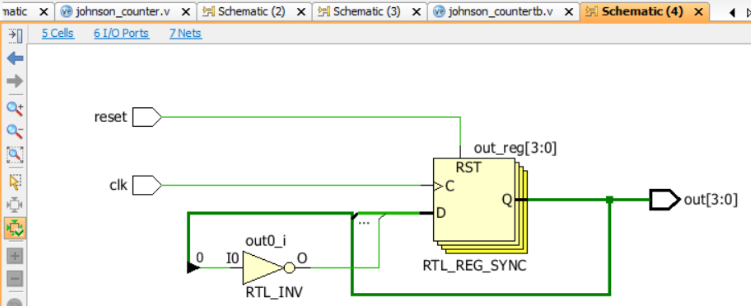 matic johnson_counter.v Schematic (2) Schematic (3) johnson_countertb.v Schematic (4)
5 Cells 6 I/O Ports 7 Nets
reset
out_reg[3:0]
RST
clk
C
Q
out[3:0]
D
...
out0_i
0 I0 O
RTL_REG_SYNC
RTL_INV